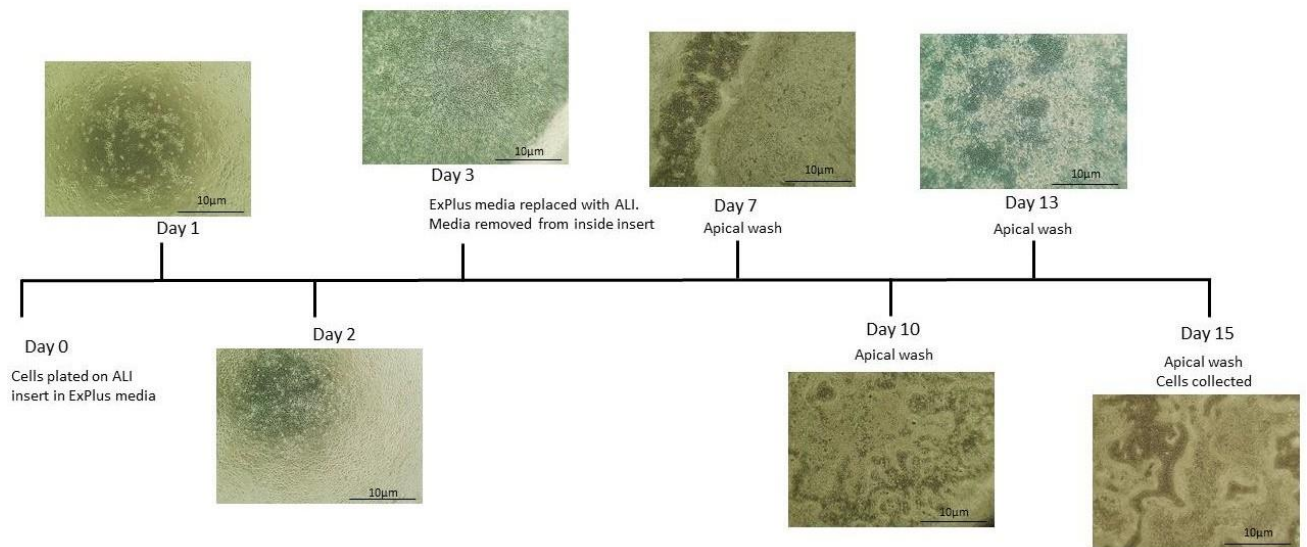 10µm
Day 1
10µm
Day 3
ExPlus media replaced with ALI.
Media removed from inside insert
10µm
Day 7
Apical wash
10µm
Day 13
Apical wash
Day 0
Cells plated on ALI
insert in ExPlus media
Day 2
10µm
Day 10
Apical wash
10µm
Day 15
Apical wash
Cells collected
10µm